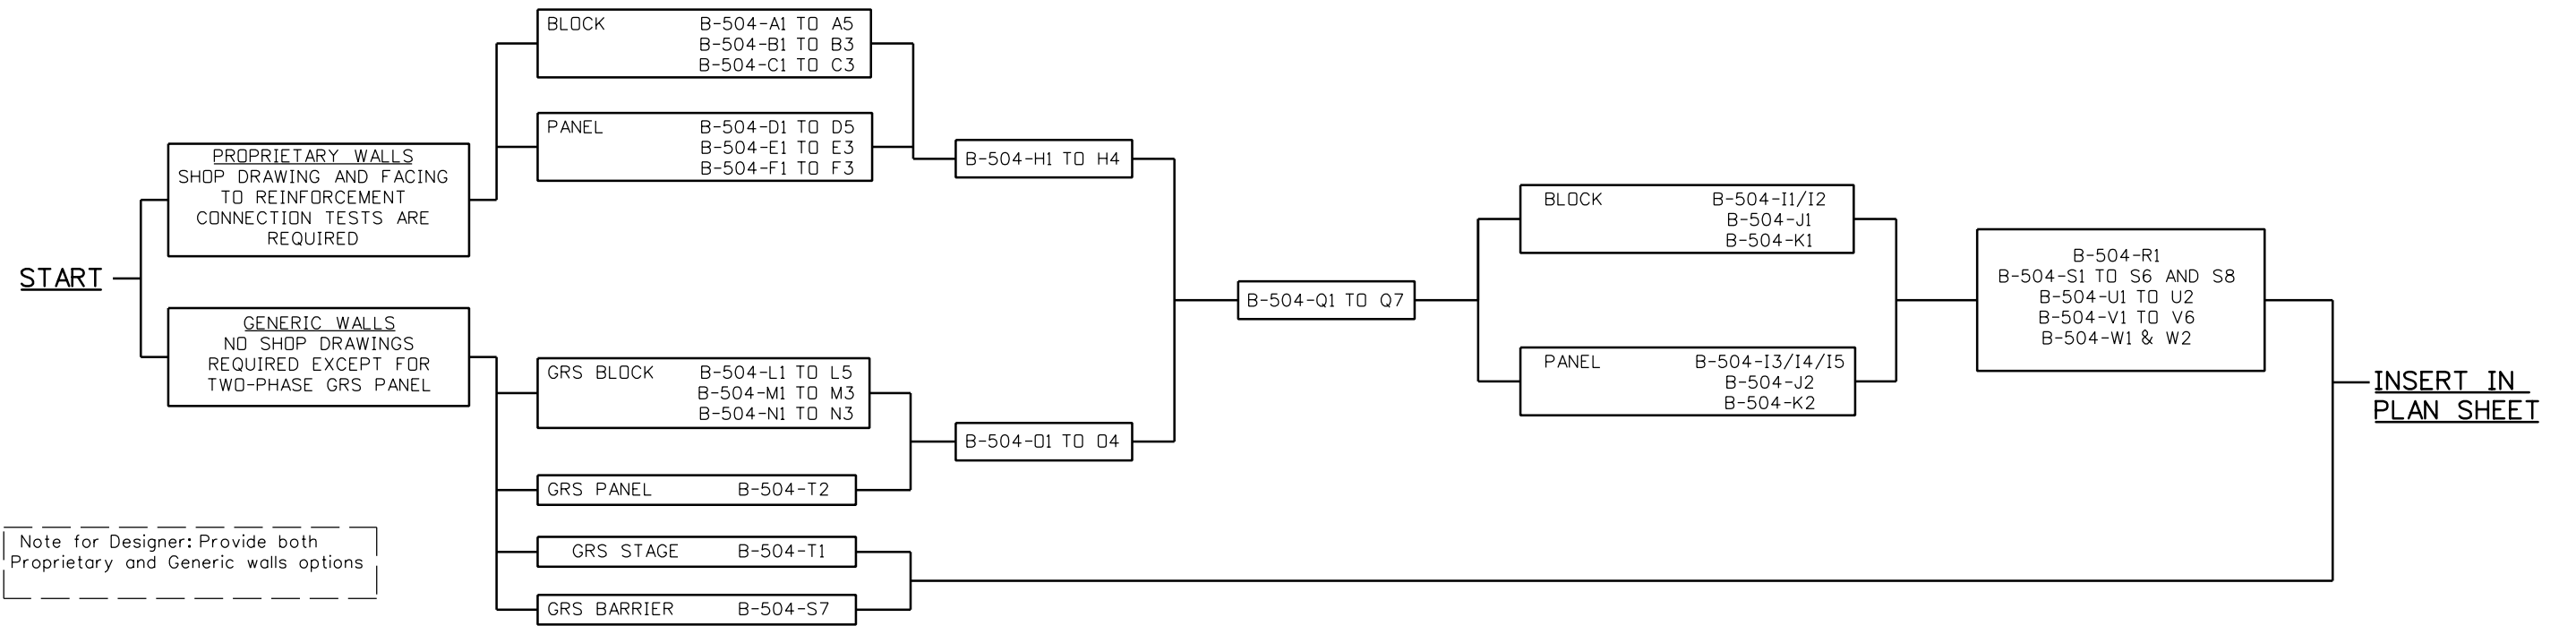 START
PROPRIETARY WALLS
SHOP DRAWING AND FACING
TO REINFORCEMENT
CONNECTION TESTS ARE
REQUIRED
GENERIC WALLS
NO SHOP DRAWINGS
REQUIRED EXCEPT FOR
TWO-PHASE GRS PANEL
Note for Designer: Provide both
Proprietary and Generic walls options
BLOCK B-504-A1 TO A5
B-504-B1 TO B3
B-504-C1 TO C3
PANEL B-504-D1 TO D5
B-504-E1 TO E3
B-504-F1 TO F3
GRS BLOCK B-504-L1 TO L5
B-504-M1 TO M3
B-504-N1 TO N3
GRS PANEL B-504-T2
GRS STAGE B-504-T1
GRS BARRIER B-504-S7
B-504-H1 TO H4
B-504-O1 TO O4
B-504-Q1 TO Q7
BLOCK B-504-I1/I2
B-504-J1
B-504-K1
PANEL B-504-I3/I4/I5
B-504-J2
B-504-K2
B-504-R1
B-504-S1 TO S6 AND S8
B-504-U1 TO U2
B-504-V1 TO V6
B-504-W1 & W2
INSERT IN
PLAN SHEET